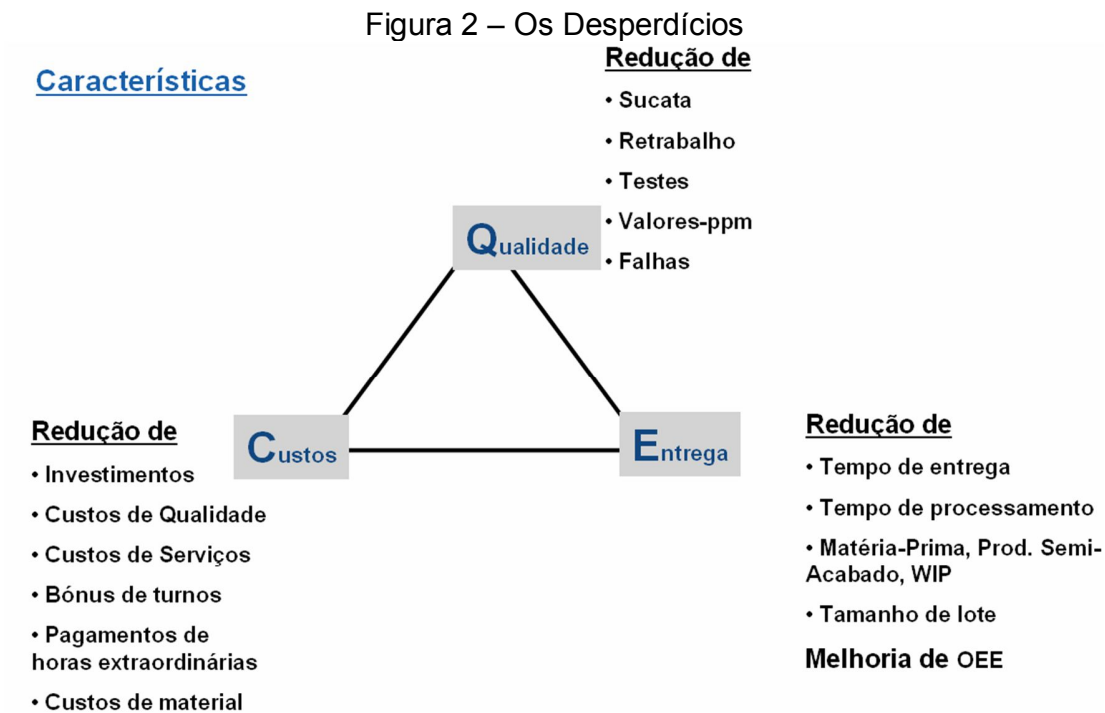 Figura 2 – Os Desperdícios
Características
Redução de
• Sucata
• Retrabalho
• Testes
• Valores-ppm
• Falhas
Qualidade
Custos
Entrega
Redução de
• Investimentos
• Custos de Qualidade
• Custos de Serviços
• Bónus de turnos
• Pagamentos de
horas extraordinárias
• Custos de material
Redução de
• Tempo de entrega
• Tempo de processamento
• Matéria-Prima, Prod. Semi-
Acabado, WIP
• Tamanho de lote
Melhoria de OEE